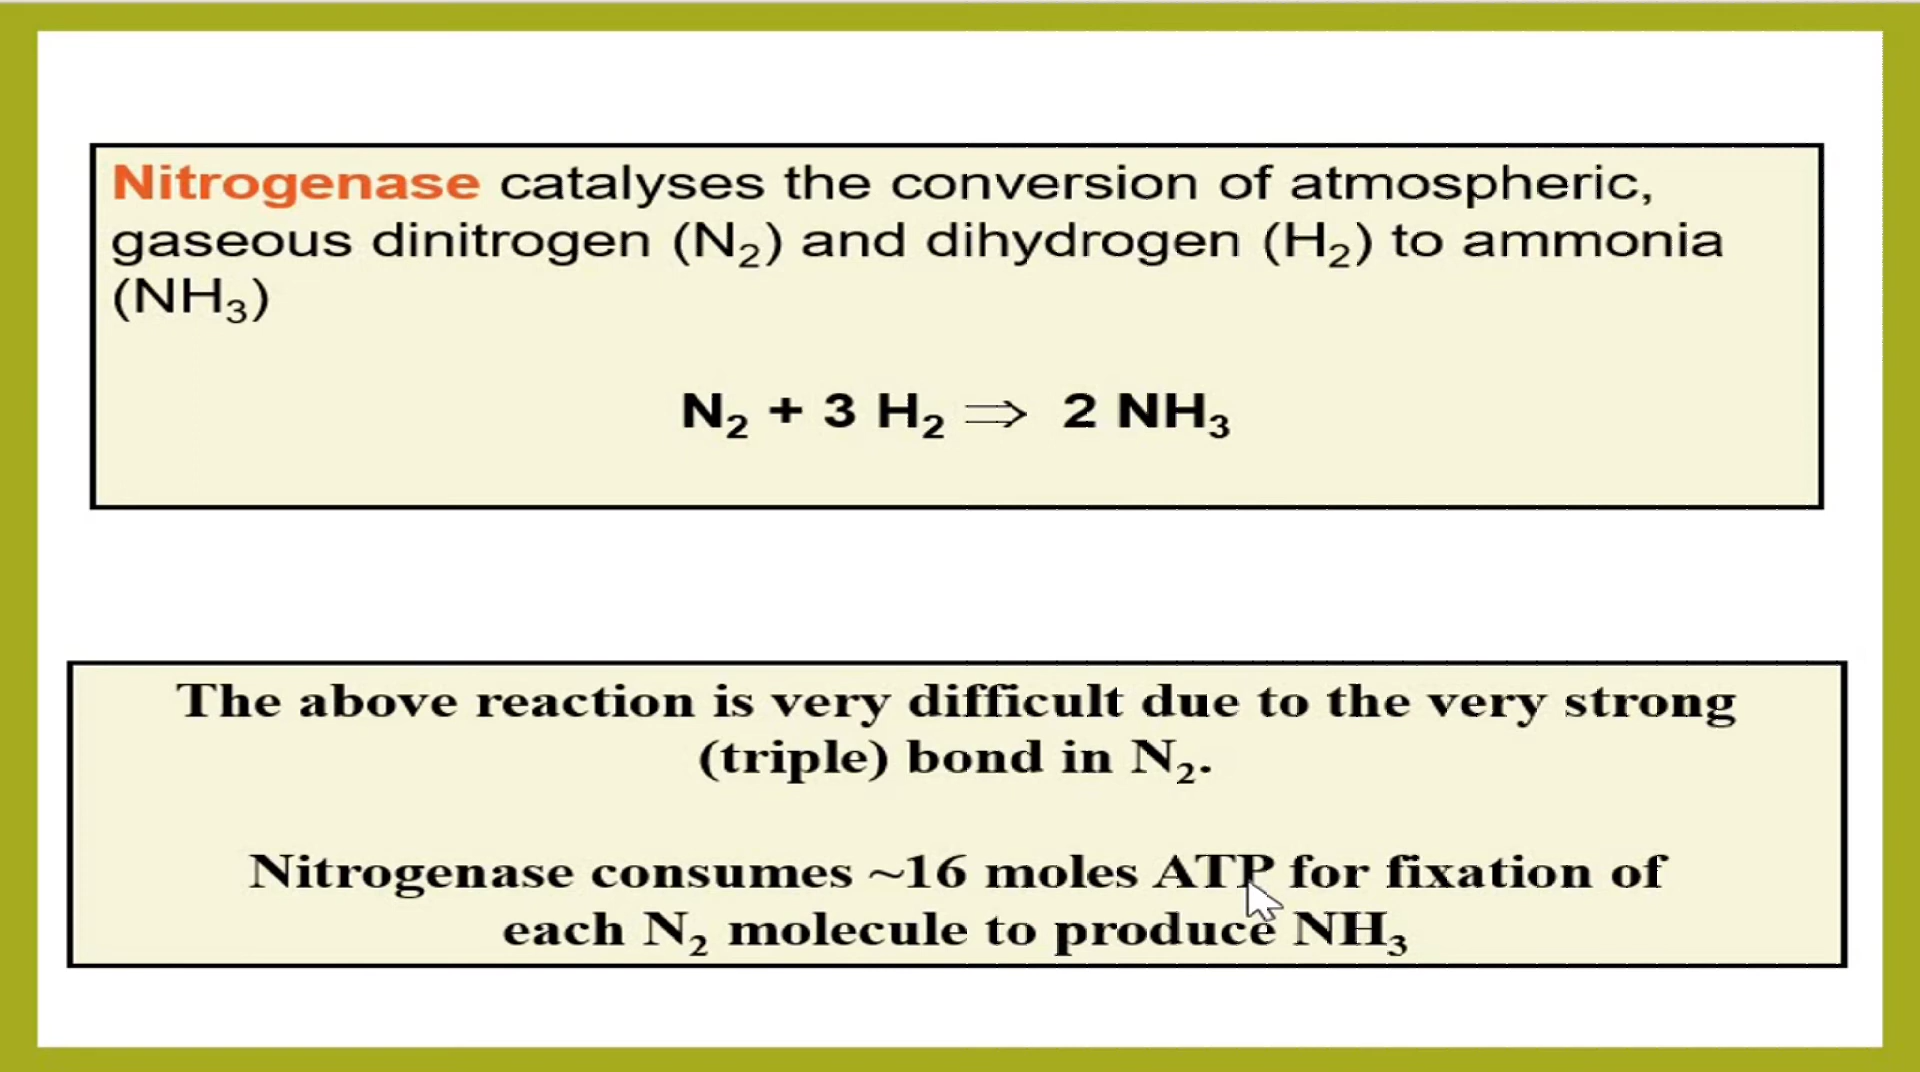 Nitrogenase catalyses the conversion of atmospheric,
gaseous dinitrogen (N₂) and dihydrogen (H₂) to ammonia
(NH₃)
N₂ + 3 H₂ ⇒ 2 NH₃
The above reaction is very difficult due to the very strong
(triple) bond in N₂.
Nitrogenase consumes ~16 moles ATP for fixation of
each N₂ molecule to produce NH₃